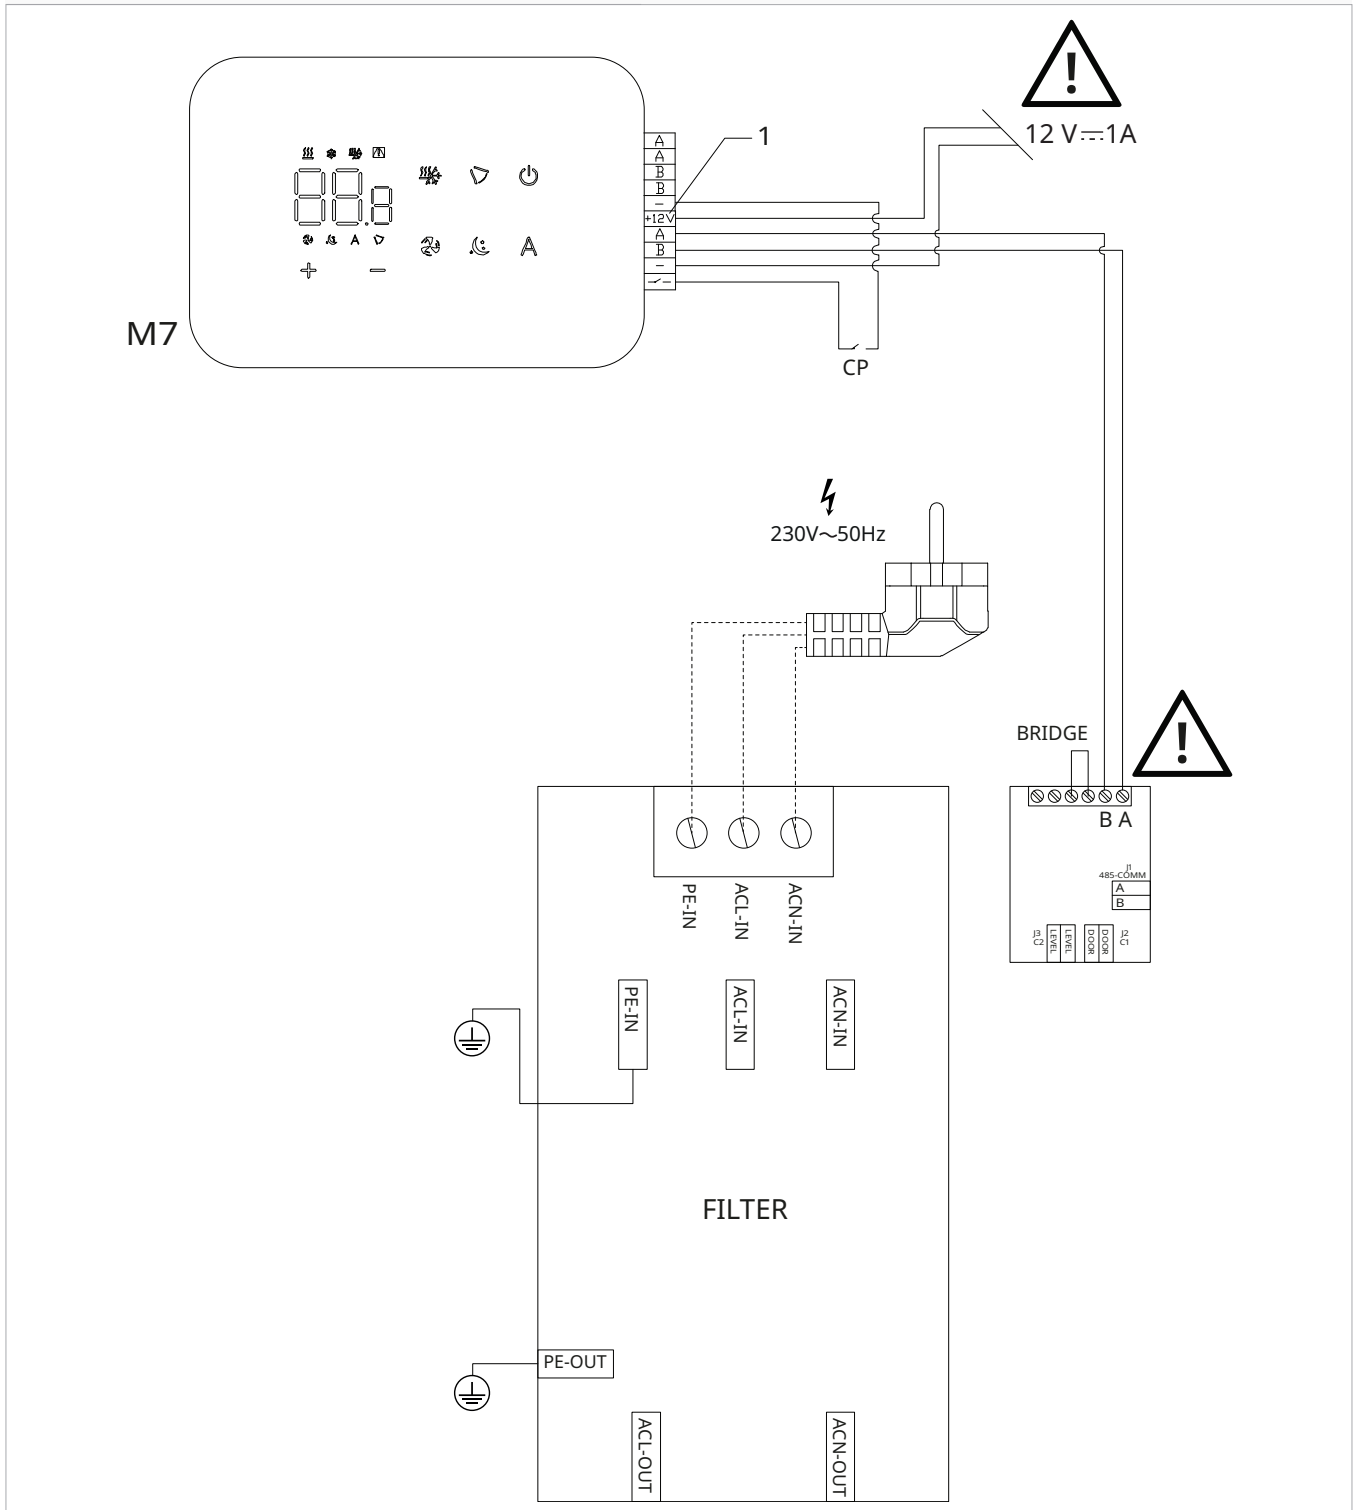 12 V⎓1A
1
A
A
B
B
–
+12V
A
B
–
A
A
+ –
M7
CP
230V～50Hz
BRIDGE
B A
J1
485-COMM
A
B
J3
C2
LEVEL
LEVEL
DOOR
DOOR
J2
C1
PE-IN
ACL-IN
ACN-IN
PE-IN
ACL-IN
ACN-IN
FILTER
PE-OUT
ACL-OUT
ACN-OUT